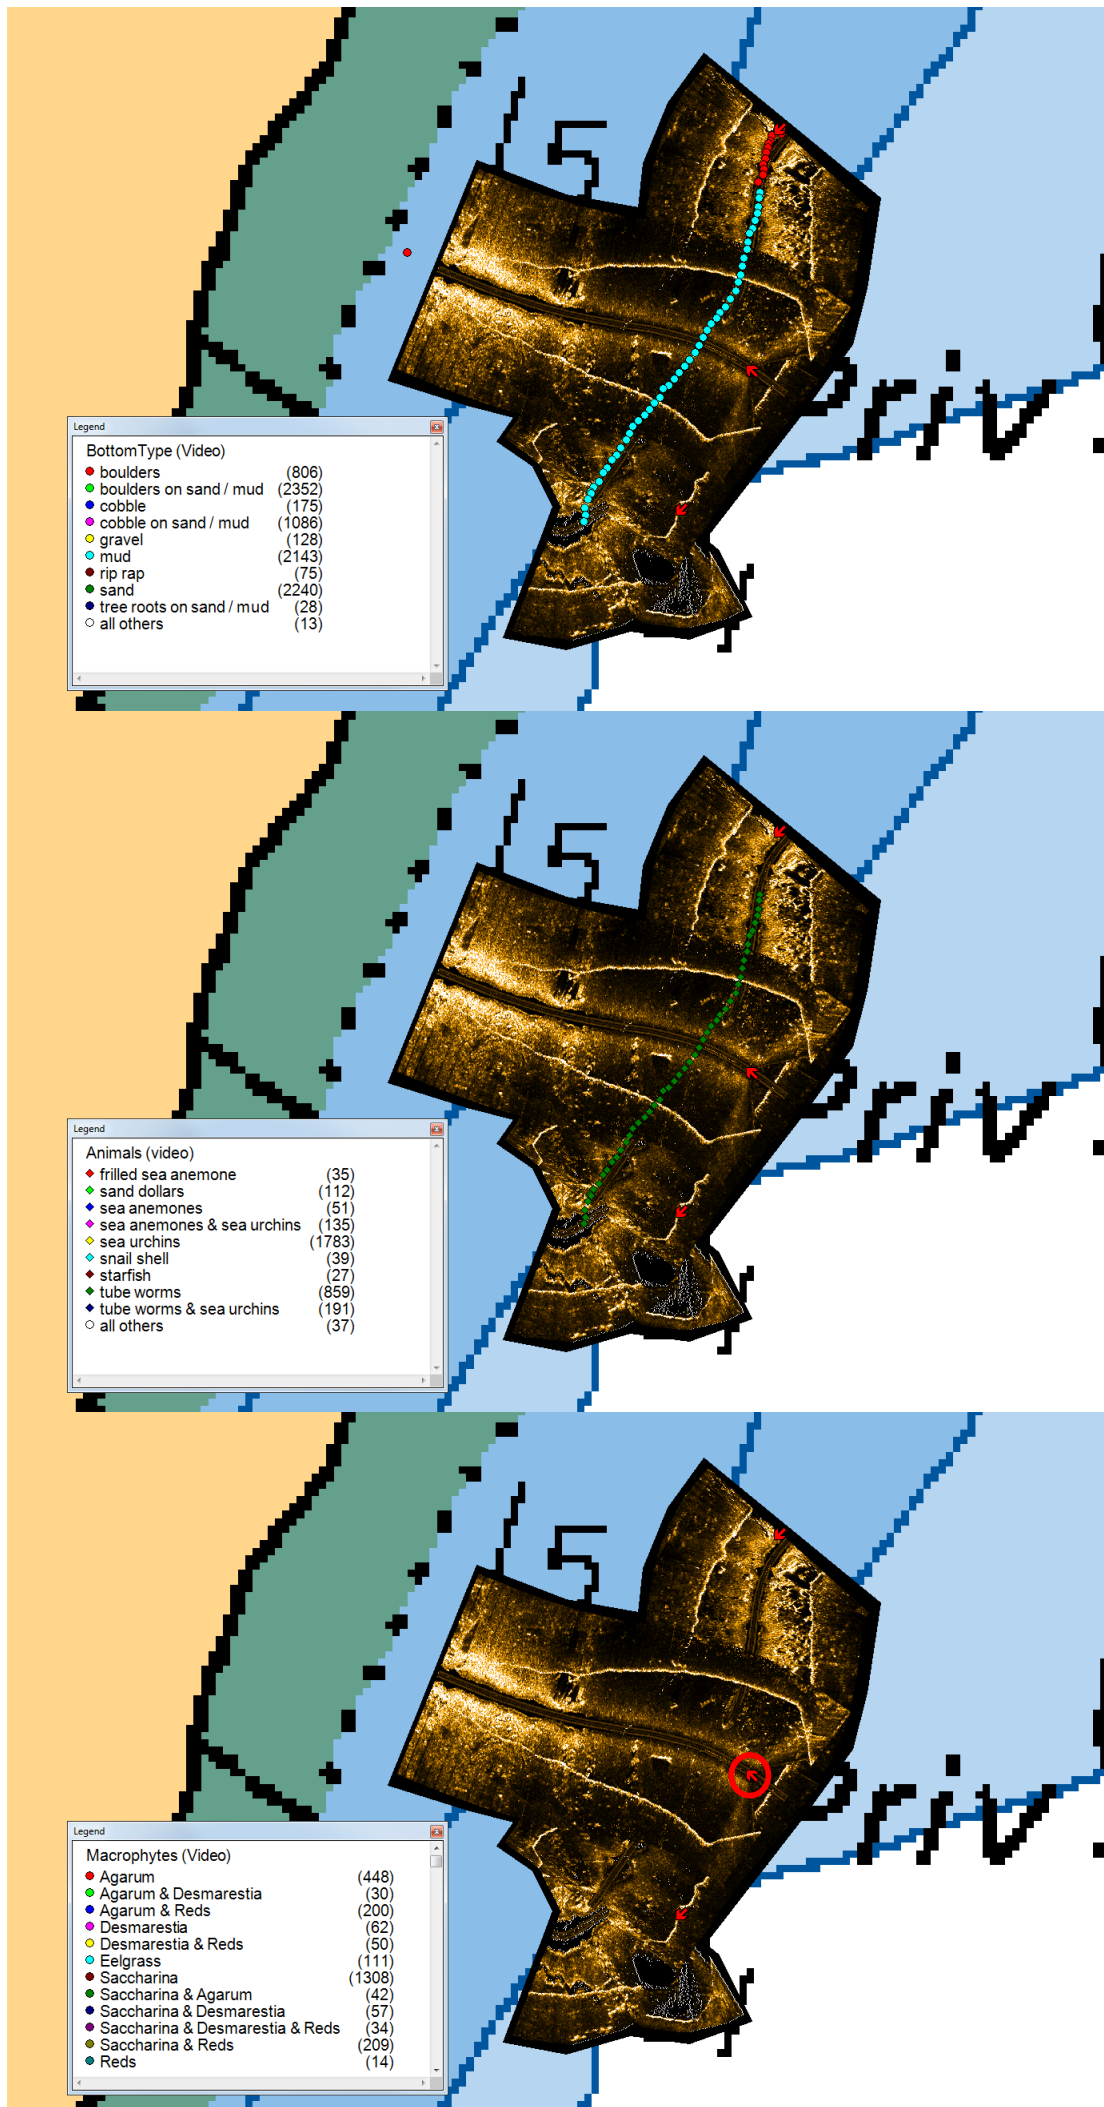 15
Priv.
Legend
BottomType (Video)
boulders (806)
boulders on sand / mud (2352)
cobble (175)
cobble on sand / mud (1086)
gravel (128)
mud (2143)
rip rap (75)
sand (2240)
tree roots on sand / mud (28)
all others (13)
15
Priv.
Legend
Animals (video)
frilled sea anemone (35)
sand dollars (112)
sea anemones (51)
sea anemones & sea urchins (135)
sea urchins (1783)
snail shell (39)
starfish (27)
tube worms (859)
tube worms & sea urchins (191)
all others (37)
15
Priv.
Legend
Macrophytes (Video)
Agarum (448)
Agarum & Desmarestia (30)
Agarum & Reds (200)
Desmarestia (62)
Desmarestia & Reds (50)
Eelgrass (111)
Saccharina (1308)
Saccharina & Agarum (42)
Saccharina & Desmarestia (57)
Saccharina & Desmarestia & Reds (34)
Saccharina & Reds (209)
Reds (14)